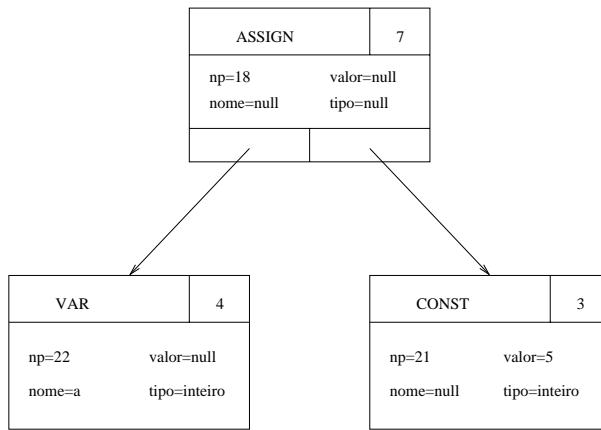 ASSIGN 7
np=18 valor=null
nome=null tipo=null
VAR 4
np=22 valor=null
nome=a tipo=inteiro
CONST 3
np=21 valor=5
nome=null tipo=inteiro